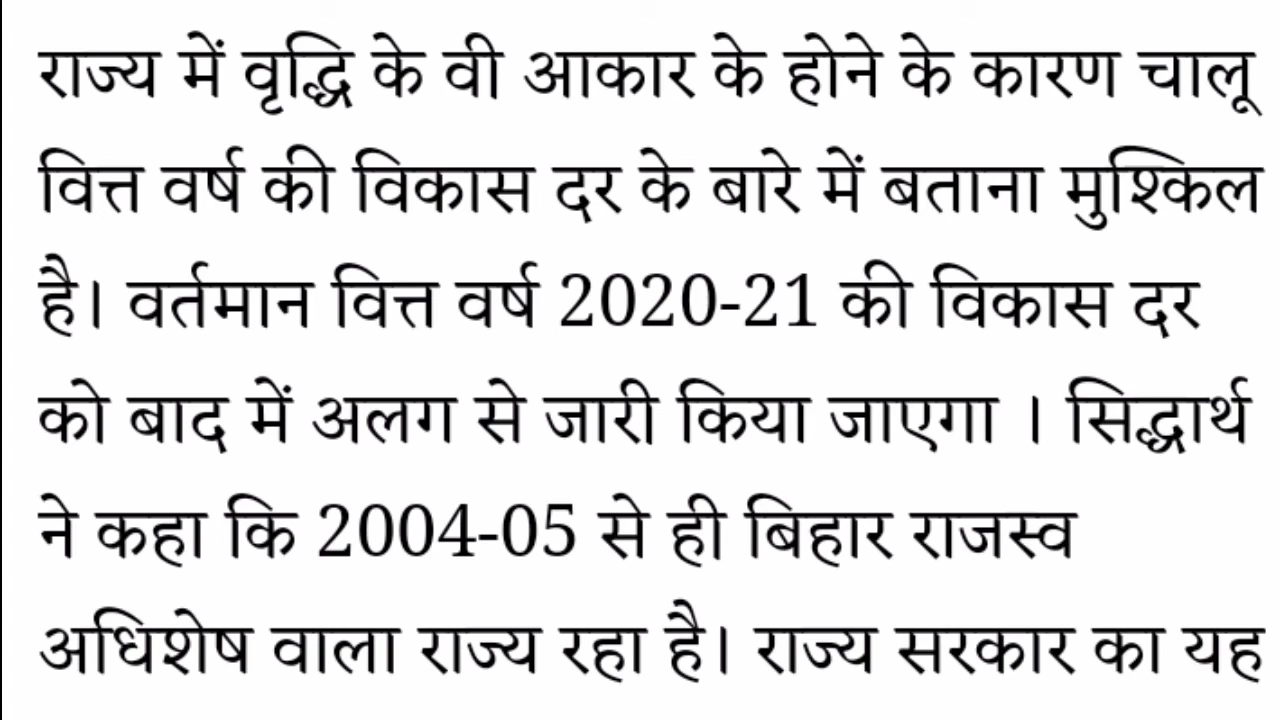 राज्य में वृद्धि के वी आकार के होने के कारण चालू
वित्त वर्ष की विकास दर के बारे में बताना मुश्किल
है। वर्तमान वित्त वर्ष 2020-21 की विकास दर
को बाद में अलग से जारी किया जाएगा । सिद्धार्थ
ने कहा कि 2004-05 से ही बिहार राजस्व
अधिशेष वाला राज्य रहा है। राज्य सरकार का यह